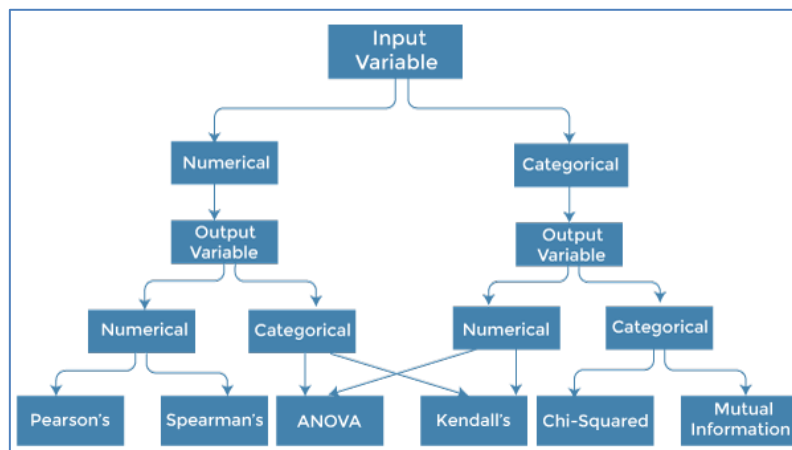 Input
Variable
Numerical
Categorical
Output
Variable
Output
Variable
Numerical
Categorical
Numerical
Categorical
Pearson's
Spearman's
ANOVA
Kendall's
Chi-Squared
Mutual
Information